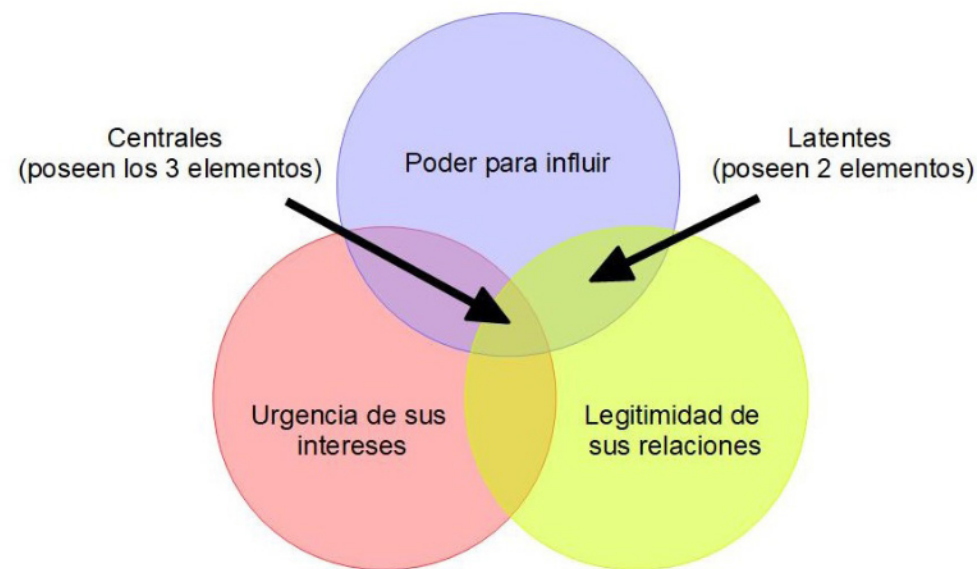 Centrales
(poseen los 3 elementos)
Poder para influir
Latentes
(poseen 2 elementos)
Urgencia de sus
intereses
Legitimidad de
sus relaciones